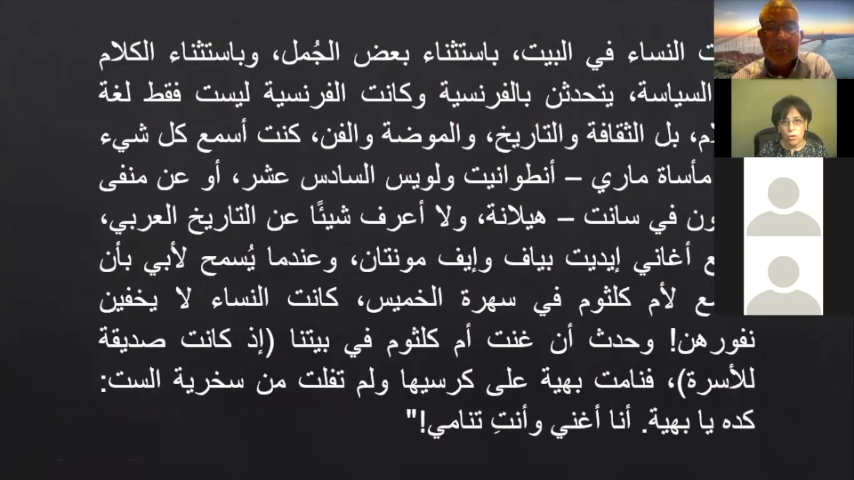 النساء في البيت، باستثناء بعض الجُمل، وباستثناء الكلام
السياسة، يتحدثن بالفرنسية وكانت الفرنسية ليست فقط لغة
بل الثقافة والتاريخ، والموضة والفن، كنت أسمع كل شيء
مأساة ماري – أنطوانيت ولويس السادس عشر، أو عن منفى
في سانت – هيلانة، ولا أعرف شيئًا عن التاريخ العربي،
أغاني إيديت بياف وإيف مونتان، وعندما يُسمح لأبي بأن
لأم كلثوم في سهرة الخميس، كانت النساء لا يخفين
نفورهن! وحدث أن غنت أم كلثوم في بيتنا (إذ كانت صديقة
للأسرة)، فنامت بهية على كرسيها ولم تفلت من سخرية الست:
كده يا بهية. أنا أغني وأنتِ تنامي!"